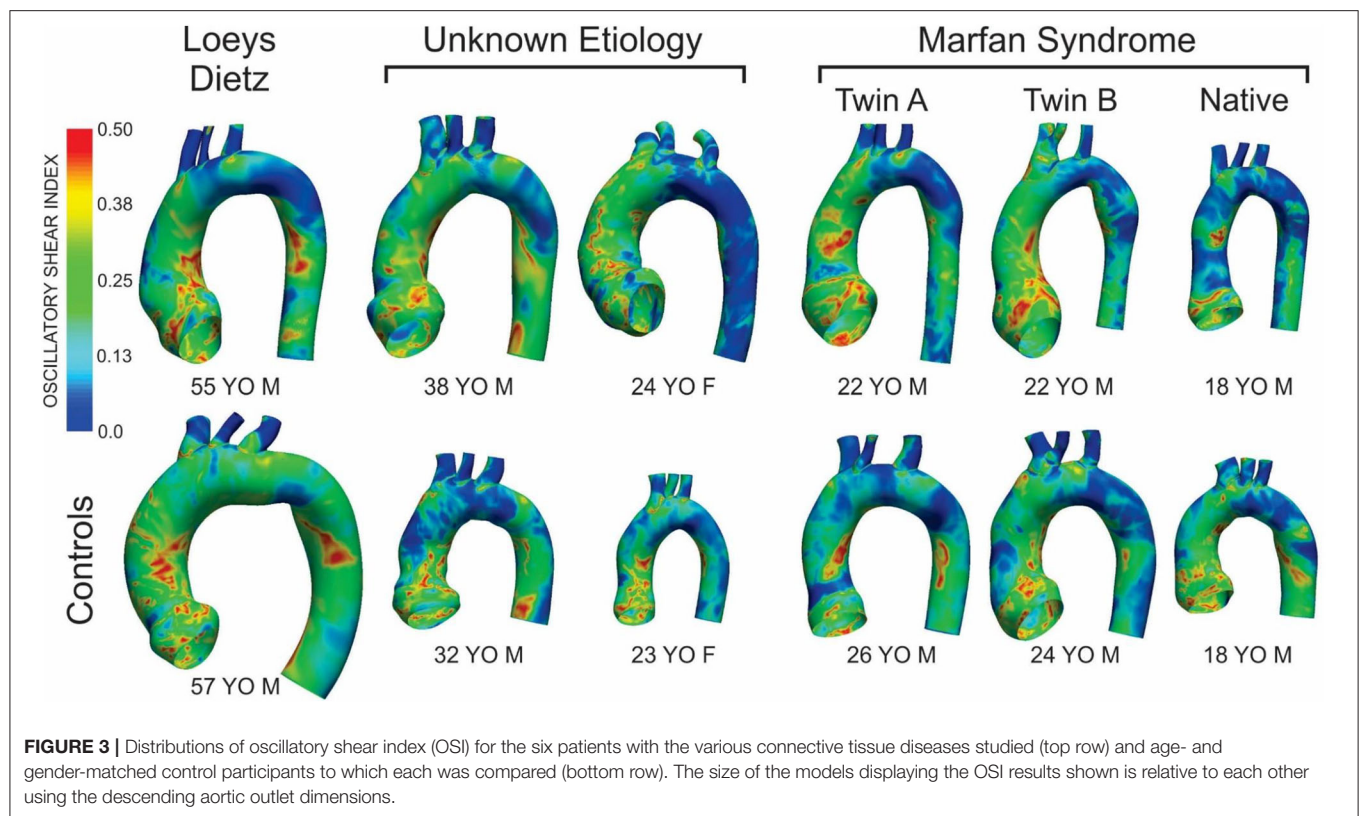 Loeys
Dietz
Unknown Etiology
Marfan Syndrome
Twin A
Twin B
Native
OSCILLATORY SHEAR INDEX
0.50
0.38
0.25
0.13
0.0
55 YO M
38 YO M
24 YO F
22 YO M
22 YO M
18 YO M
Controls
57 YO M
32 YO M
23 YO F
26 YO M
24 YO M
18 YO M
FIGURE 3 | Distributions of oscillatory shear index (OSI) for the six patients with the various connective tissue diseases studied (top row) and age- and
gender-matched control participants to which each was compared (bottom row). The size of the models displaying the OSI results shown is relative to each other
using the descending aortic outlet dimensions.